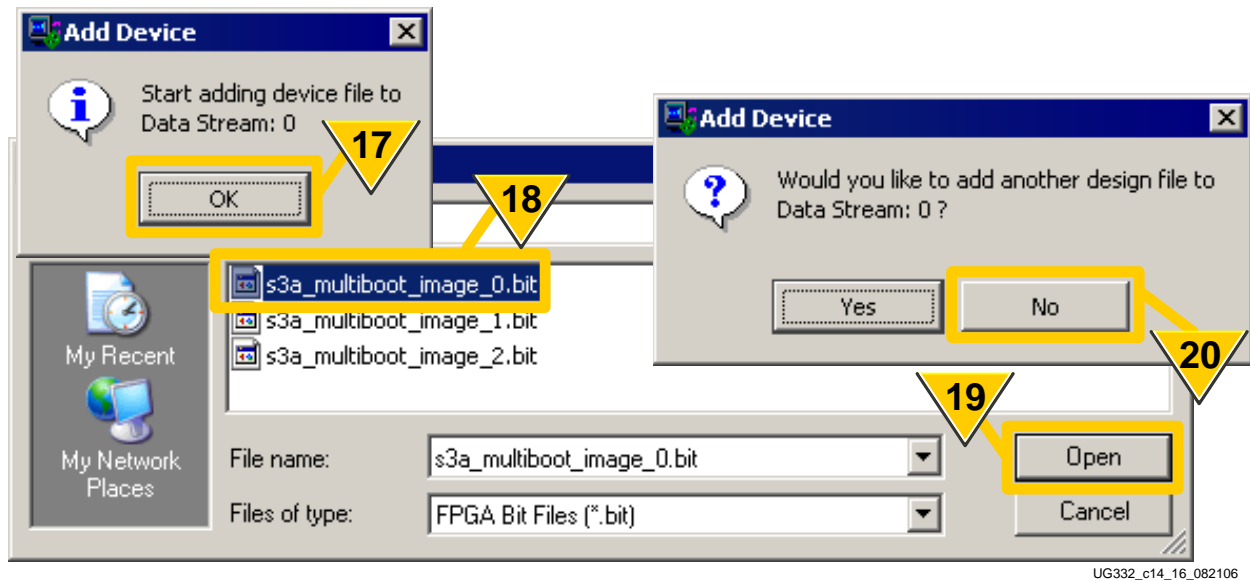 Add Device
Start adding device file to
Data Stream: 0
17
OK
18
Add Device
Would you like to add another design file to
Data Stream: 0 ?
Yes
No
20
s3a_multiboot_image_0.bit
s3a_multiboot_image_1.bit
s3a_multiboot_image_2.bit
My Recent
My Network
Places
19
File name:
s3a_multiboot_image_0.bit
Open
Files of type:
FPGA Bit Files (*.bit)
Cancel
UG332_c14_16_082106